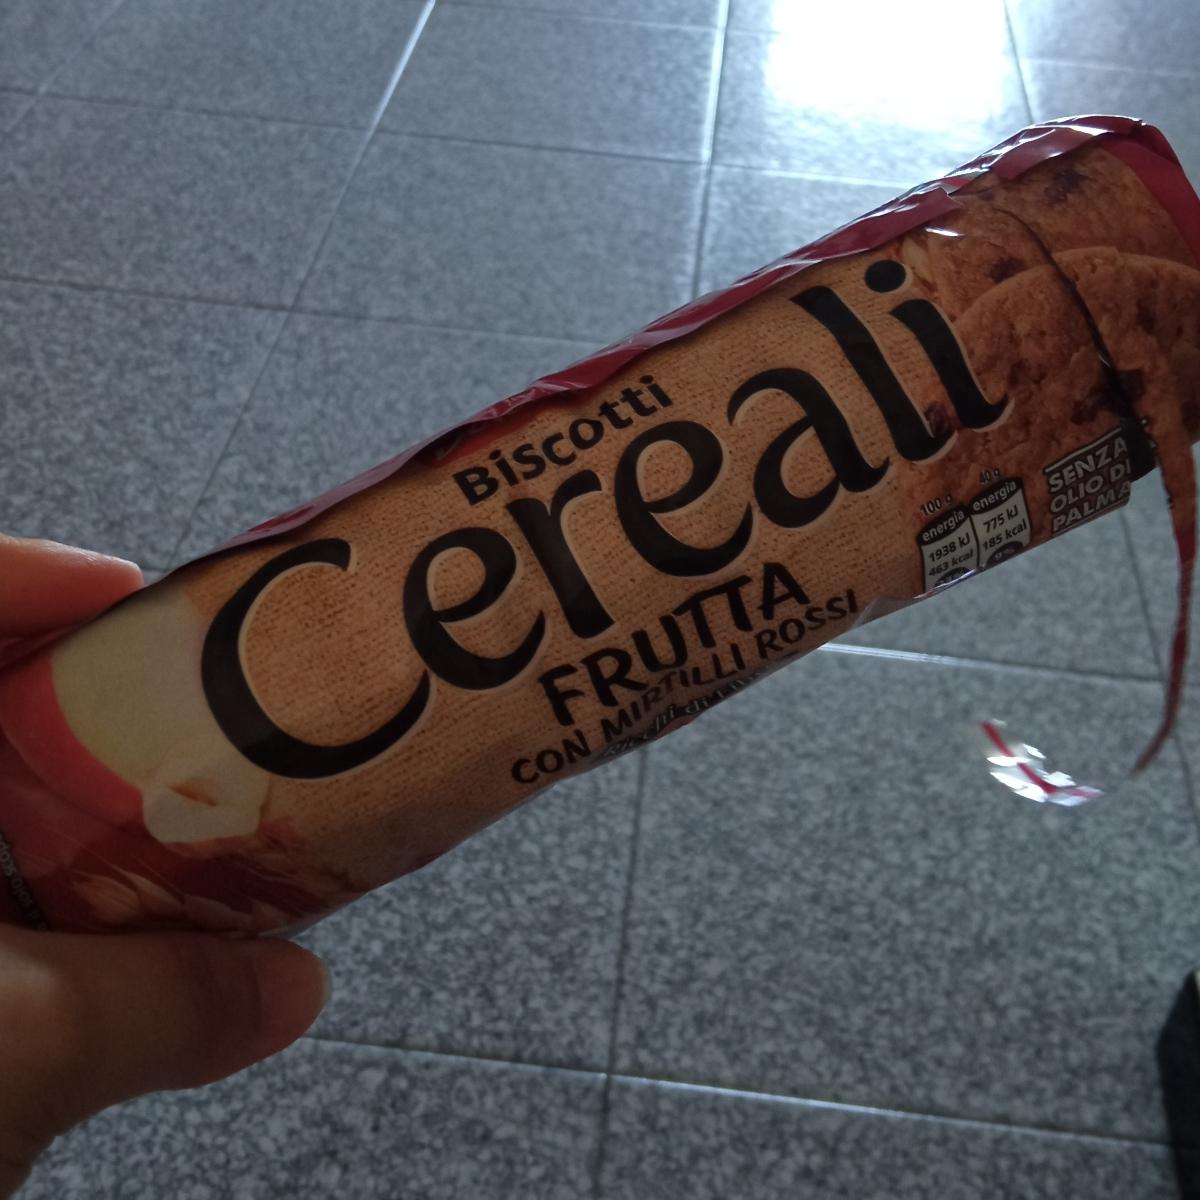 Biscotti
Cereali
FRUTTA
CON MIRTILLI ROSSI
100 g
energia
1938 kJ
463 kcal
40 g
energia
775 kJ
185 kcal
9%
SENZA
OLIO DI
PALMA